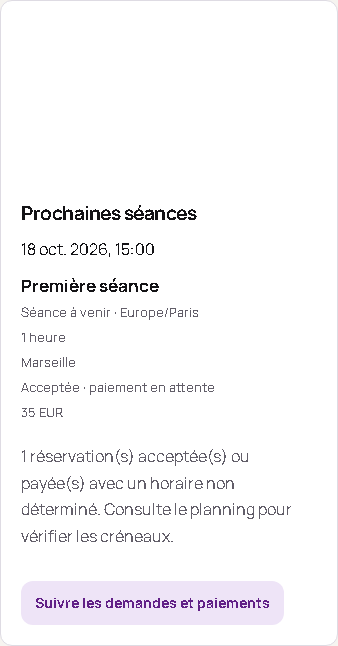 Prochaines séances
18 oct. 2026, 15:00
Première séance
Séance à venir · Europe/Paris
1 heure
Marseille
Acceptée · paiement en attente
35 EUR
1 réservation(s) acceptée(s) ou
payée(s) avec un horaire non
déterminé. Consulte le planning pour
vérifier les créneaux.
Suivre les demandes et paiements